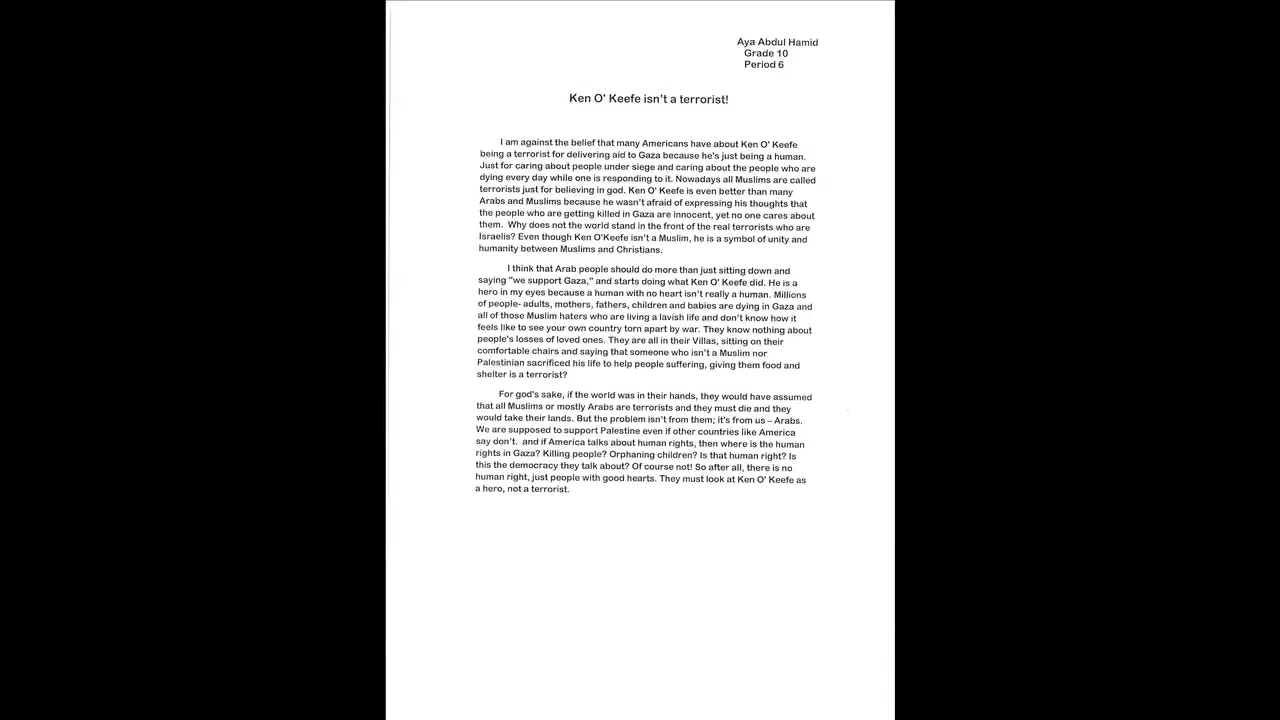 Aya Abdul Hamid
Grade 10
Period 6
Ken O' Keefe isn't a terrorist!
I am against the belief that many Americans have about Ken O' Keefe
being a terrorist for delivering aid to Gaza because he's just being a human.
Just for caring about people under siege and caring about the people who are
dying every day while one is responding to it. Nowadays all Muslims are called
terrorists just for believing in god. Ken O' Keefe is even better than many
Arabs and Muslims because he wasn't afraid of expressing his thoughts that
the people who are getting killed in Gaza are innocent, yet no one cares about
them.  Why does not the world stand in the front of the real terrorists who are
Israelis? Even though Ken O'Keefe isn't a Muslim, he is a symbol of unity and
humanity between Muslims and Christians.
I think that Arab people should do more than just sitting down and
saying "we support Gaza," and starts doing what Ken O' Keefe did. He is a
hero in my eyes because a human with no heart isn't really a human. Millions
of people- adults, mothers, fathers, children and babies are dying in Gaza and
all of those Muslim haters who are living a lavish life and don't know how it
feels like to see your own country torn apart by war. They know nothing about
people's losses of loved ones. They are all in their Villas, sitting on their
comfortable chairs and saying that someone who isn't a Muslim nor
Palestinian sacrificed his life to help people suffering, giving them food and
shelter is a terrorist?
For god's sake, if the world was in their hands, they would have assumed
that all Muslims or mostly Arabs are terrorists and they must die and they
would take their lands. But the problem isn't from them; it's from us – Arabs.
We are supposed to support Palestine even if other countries like America
say don't.  and if America talks about human rights, then where is the human
rights in Gaza? Killing people? Orphaning children? Is that human right? Is
this the democracy they talk about? Of course not! So after all, there is no
human right, just people with good hearts. They must look at Ken O' Keefe as
a hero, not a terrorist.